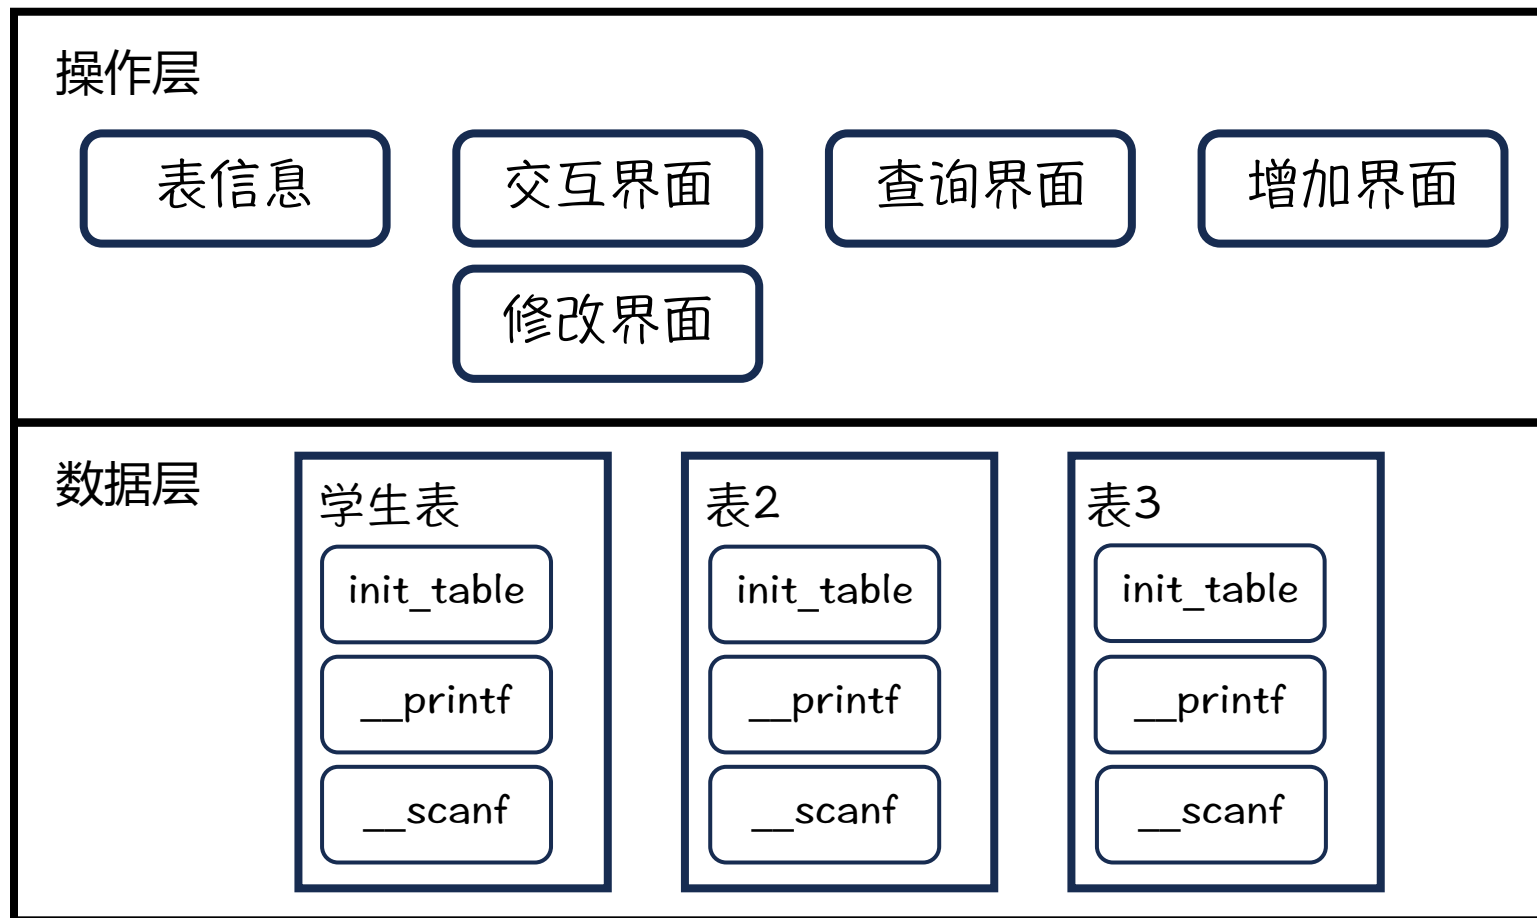 操作层
表信息
交互界面
查询界面
增加界面
修改界面
数据层
学生表
init_table
__printf
__scanf
表2
init_table
__printf
__scanf
表3
init_table
__printf
__scanf